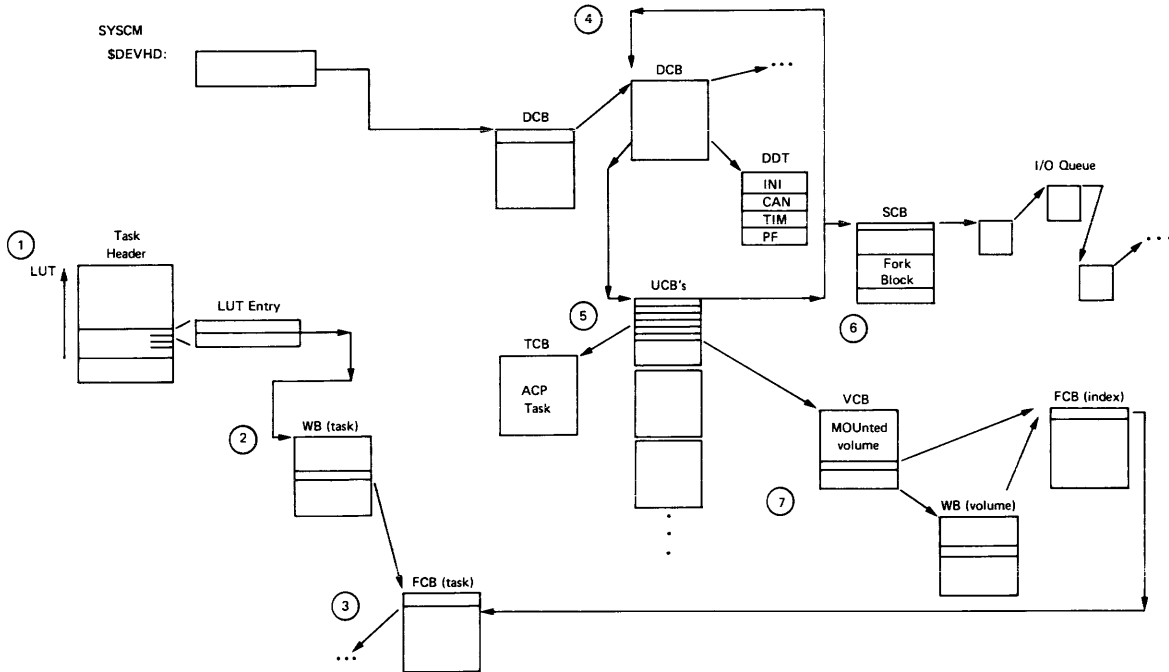 SYSCM
$DEVHD:
4
DCB
...
DCB
DDT
INI
CAN
TIM
PF
I/O Queue
SCB
Fork
Block
...
6
1
Task
Header
LUT
LUT Entry
UCB's
5
TCB
ACP
Task
VCB
MOUnted
volume
FCB (index)
2
WB (task)
7
WB (volume)
3
FCB (task)
...